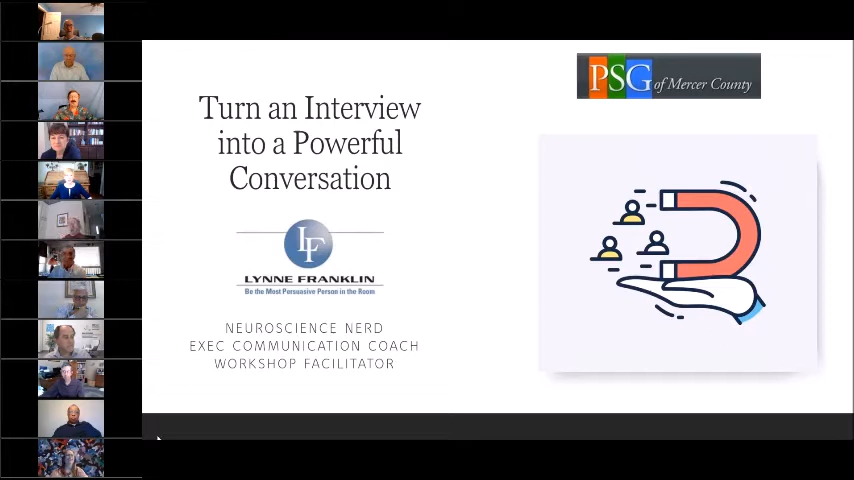 Turn an Interview
into a Powerful
Conversation
LF
LYNNE FRANKLIN
Be the Most Persuasive Person in the Room
NEUROSCIENCE NERD
EXEC COMMUNICATION COACH
WORKSHOP FACILITATOR
PSG of Mercer County